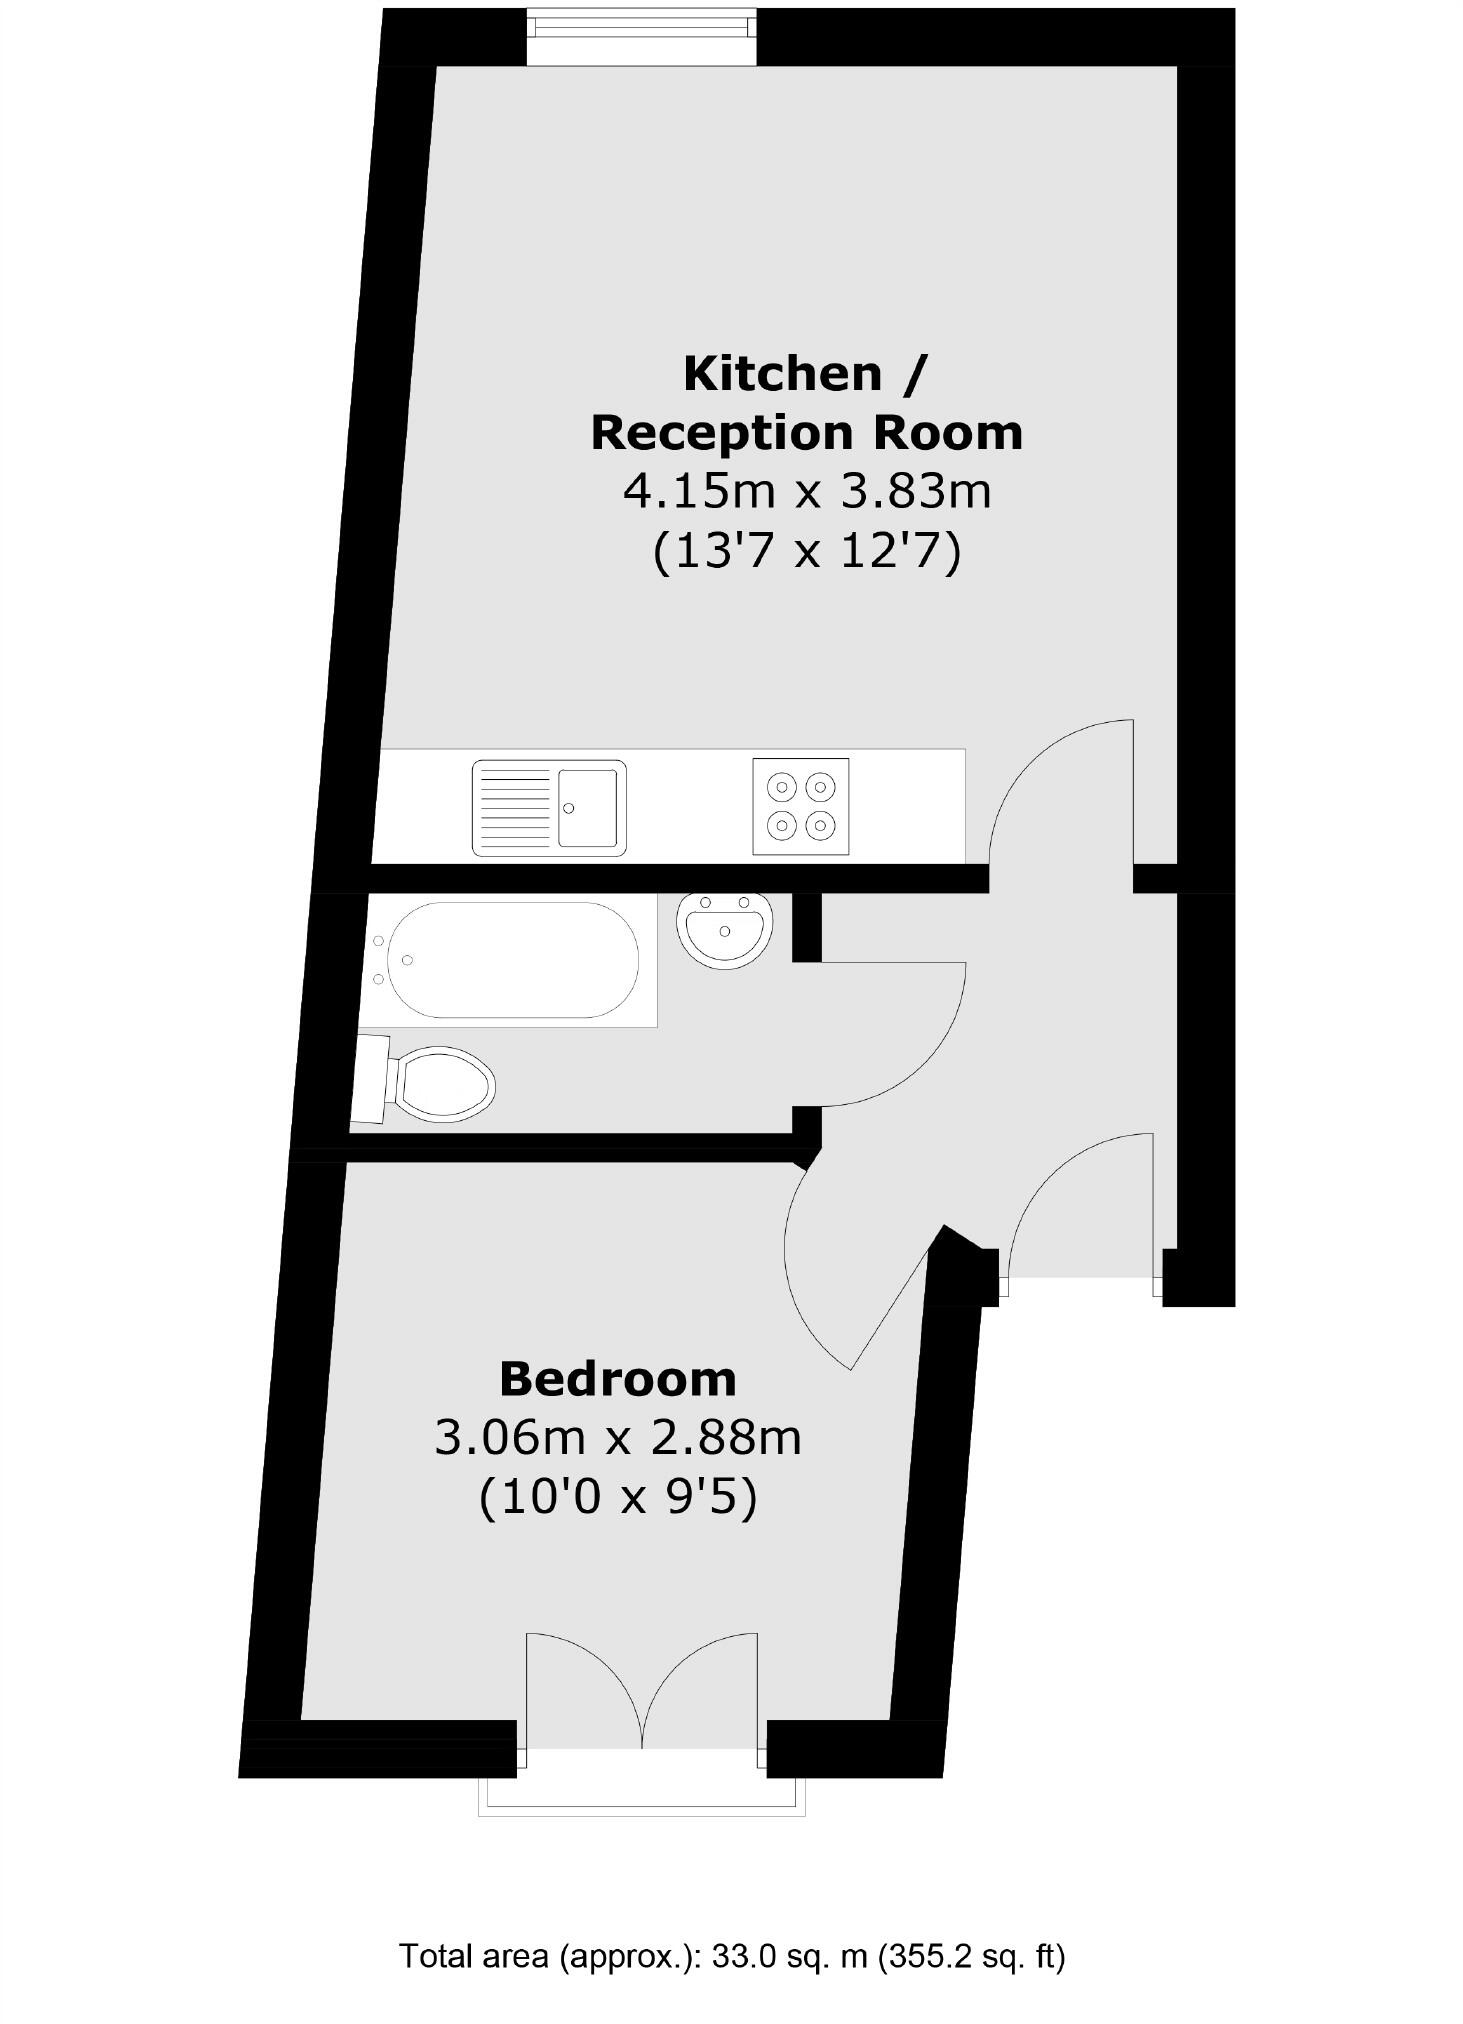 Kitchen /
Reception Room
4.15m x 3.83m
(13'7 x 12'7)
Bedroom
3.06m x 2.88m
(10'0 x 9'5)
Total area (approx.): 33.0 sq. m (355.2 sq. ft)